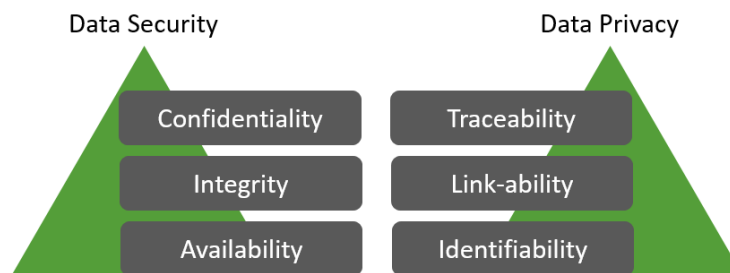 Data Security
Data Privacy
Confidentiality
Traceability
Integrity
Link-ability
Availability
Identifiability